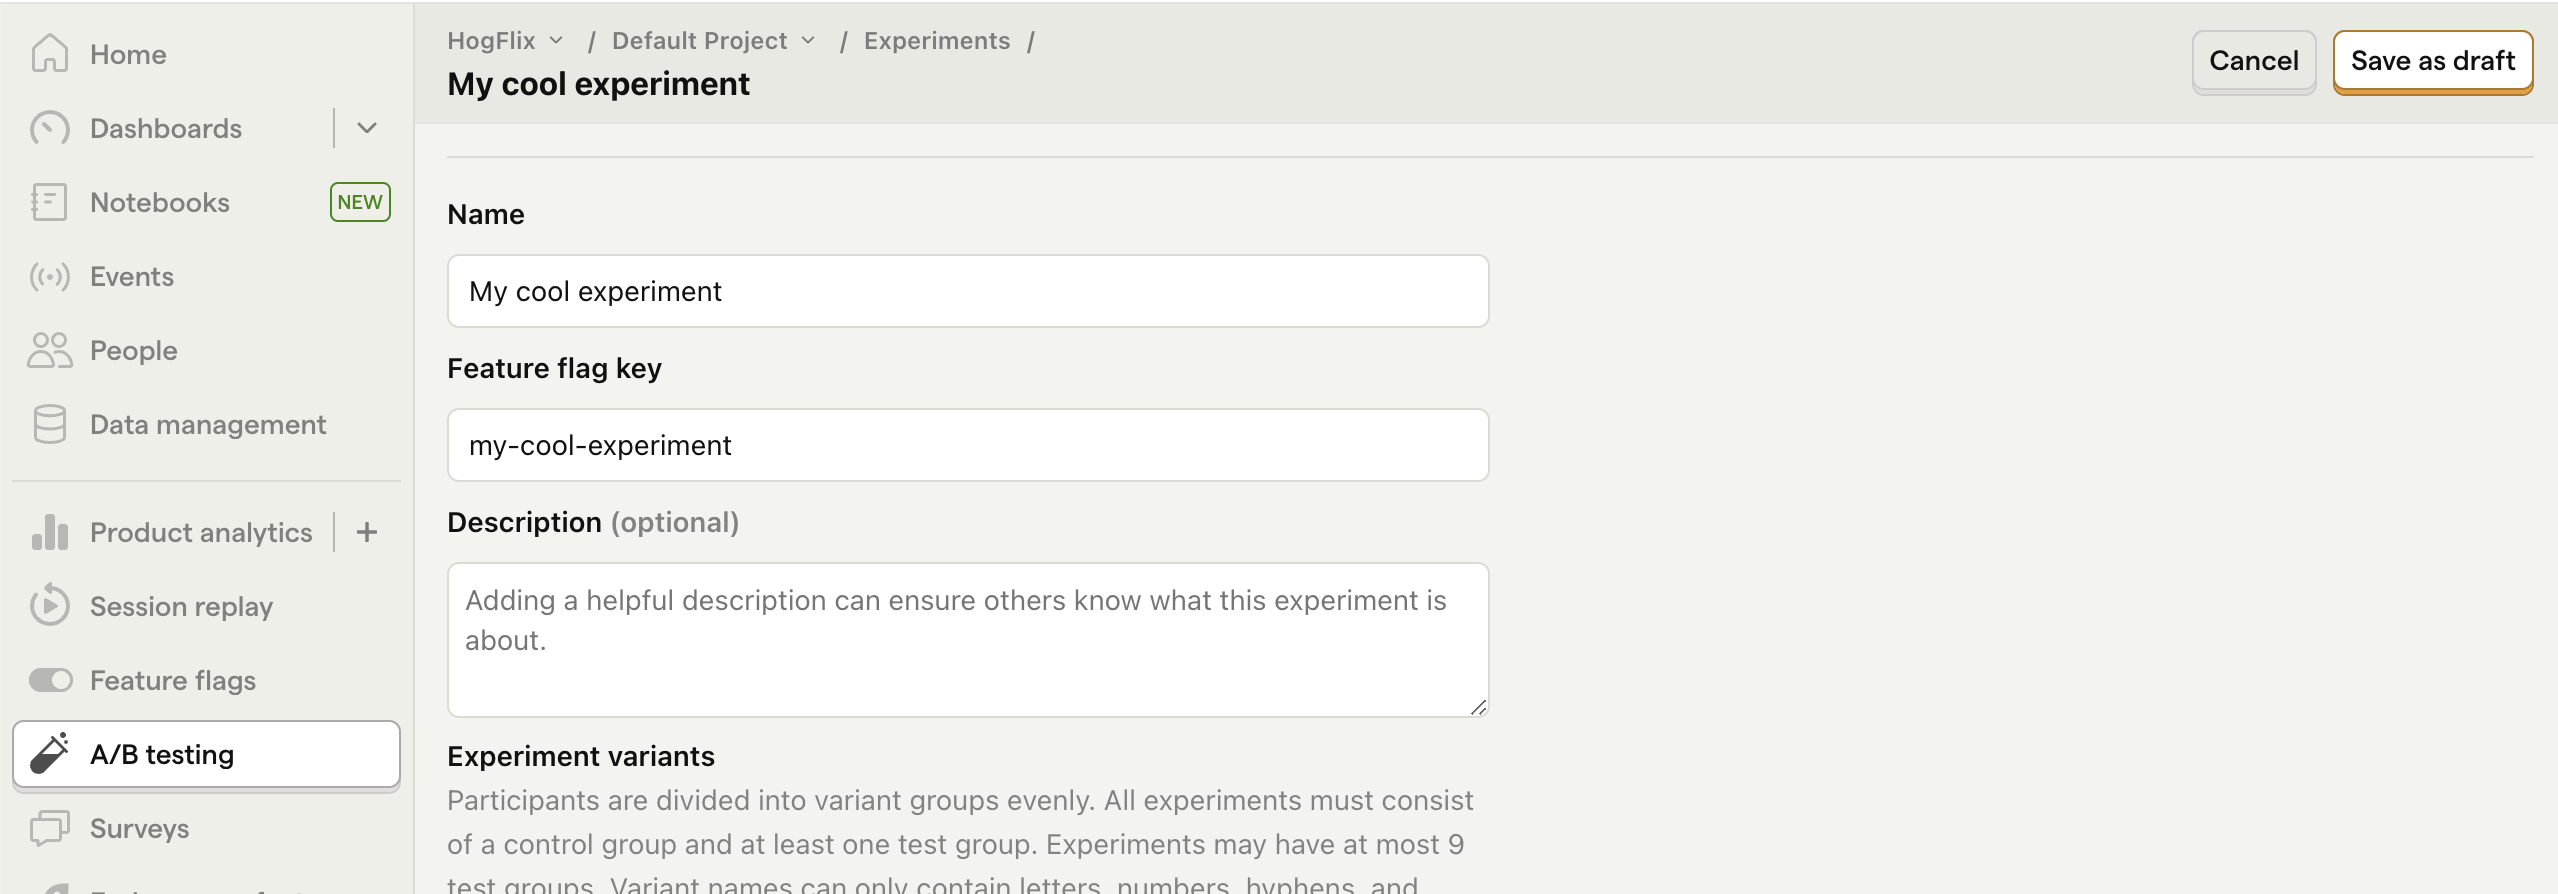 Home
Dashboards
Notebooks NEW
Events
People
Data management
Product analytics
Session replay
Feature flags
A/B testing
Surveys
HogFlix / Default Project / Experiments /
My cool experiment
Cancel
Save as draft
Name
My cool experiment
Feature flag key
my-cool-experiment
Description (optional)
Adding a helpful description can ensure others know what this experiment is
about.
Experiment variants
Participants are divided into variant groups evenly. All experiments must consist
of a control group and at least one test group. Experiments may have at most 9
test groups. Variant names can only contain letters, numbers, hyphens, and